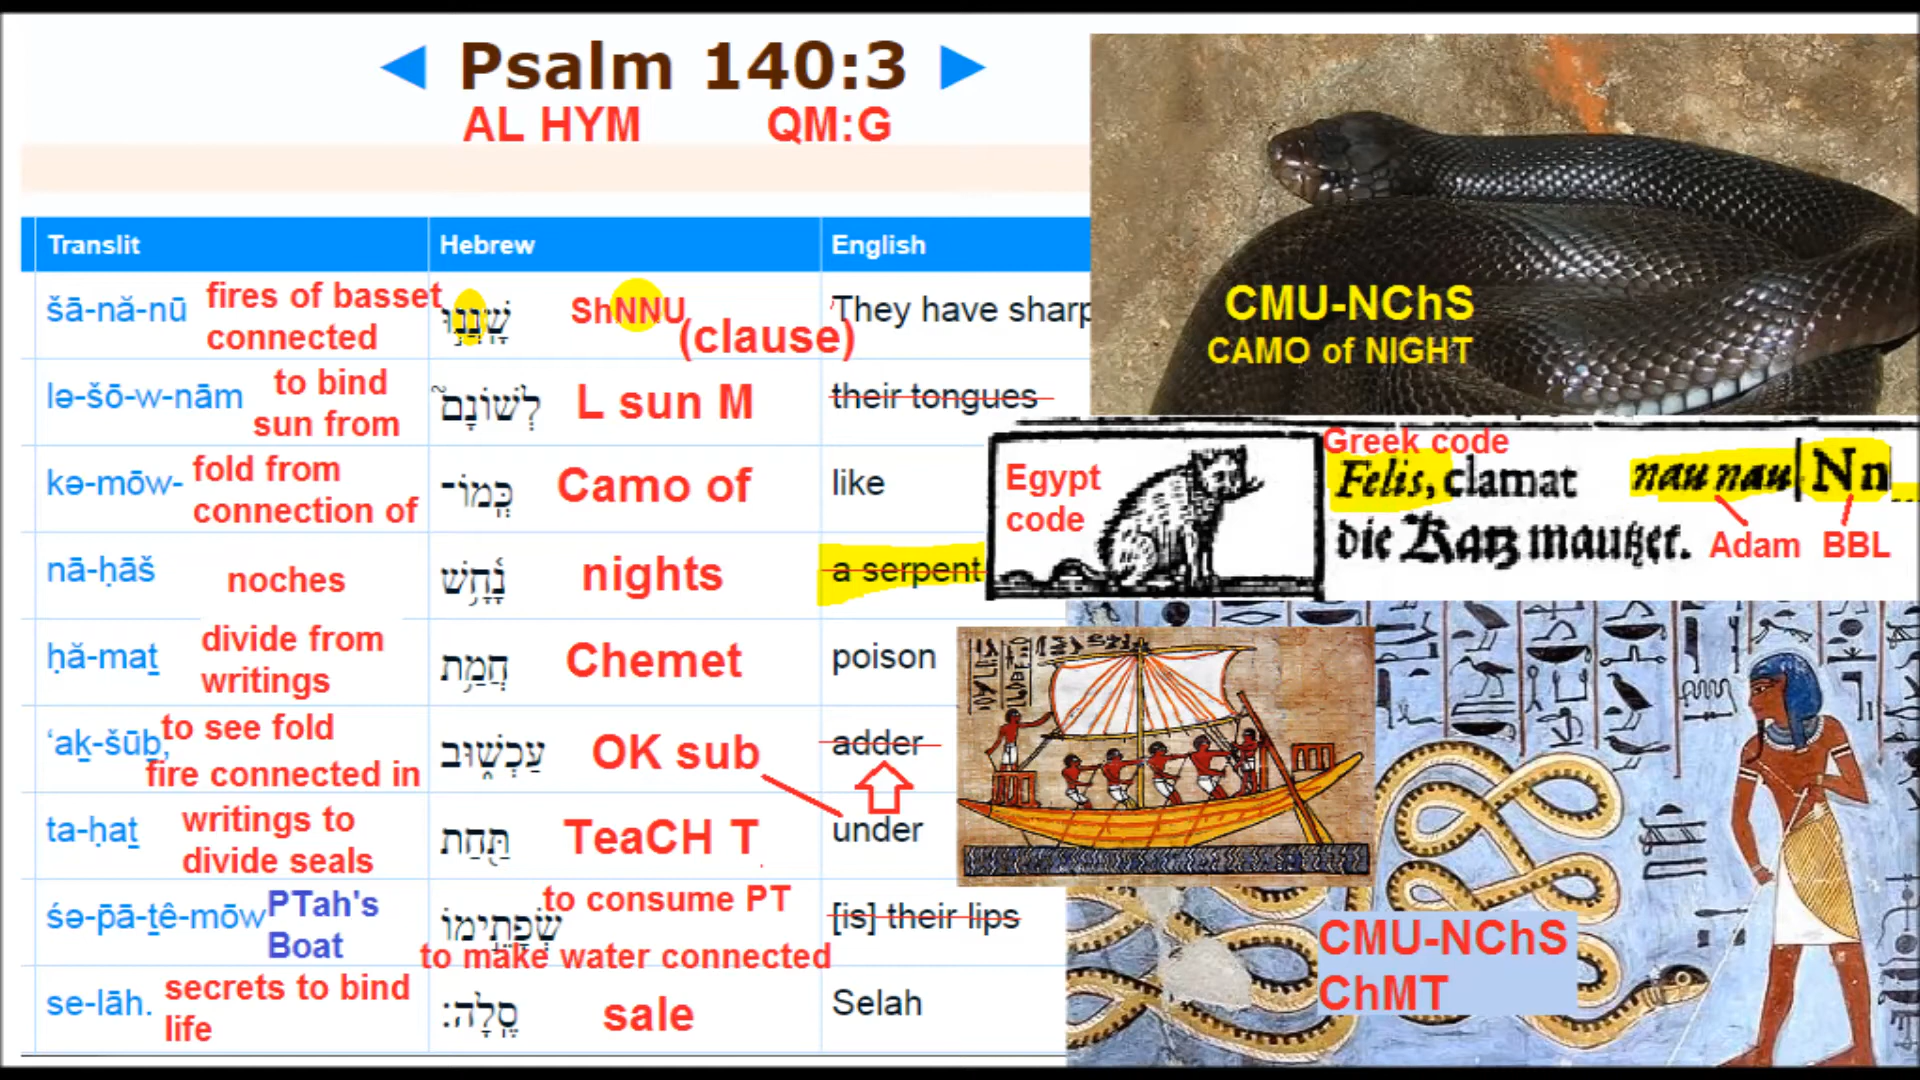 ◄ Psalm 140:3 ►
AL HYM QM:G
Translit Hebrew English
šā-nă-nū fires of basset connected שָׁנֲנ֣וּ ShNNU (clause) They have sharp
lə-šō-w-nām to bind sun from לְשׁוֹנָם֮ L sun M their tongues
kə-mōw- fold from connection of כְּֽמוֹ־ Camo of like
nā-ḥāš noches נָ֫חָ֥שׁ nights a serpent
ḥă-maṯ divide from writings חֲמַ֥ת Chemet poison
‘aḵ-šūḇ, to see fold fire connected in עַכְשׁ֑וּב OK sub adder
ta-ḥaṯ writings to divide seals תַּ֖חַת TeaCH T under
śə-p̄ā-ṯê-mōw PTah's Boat שְׂפָתֵ֣ימוֹ to consume PT to make water connected [is] their lips
se-lāh. secrets to bind life סֶֽלָה׃ sale Selah
CMU-NChS
CAMO of NIGHT
Egypt code
Greek code
Felis, clamat nau nau Nn
die Katz mautzet. Adam BBL
CMU-NChS
ChMT